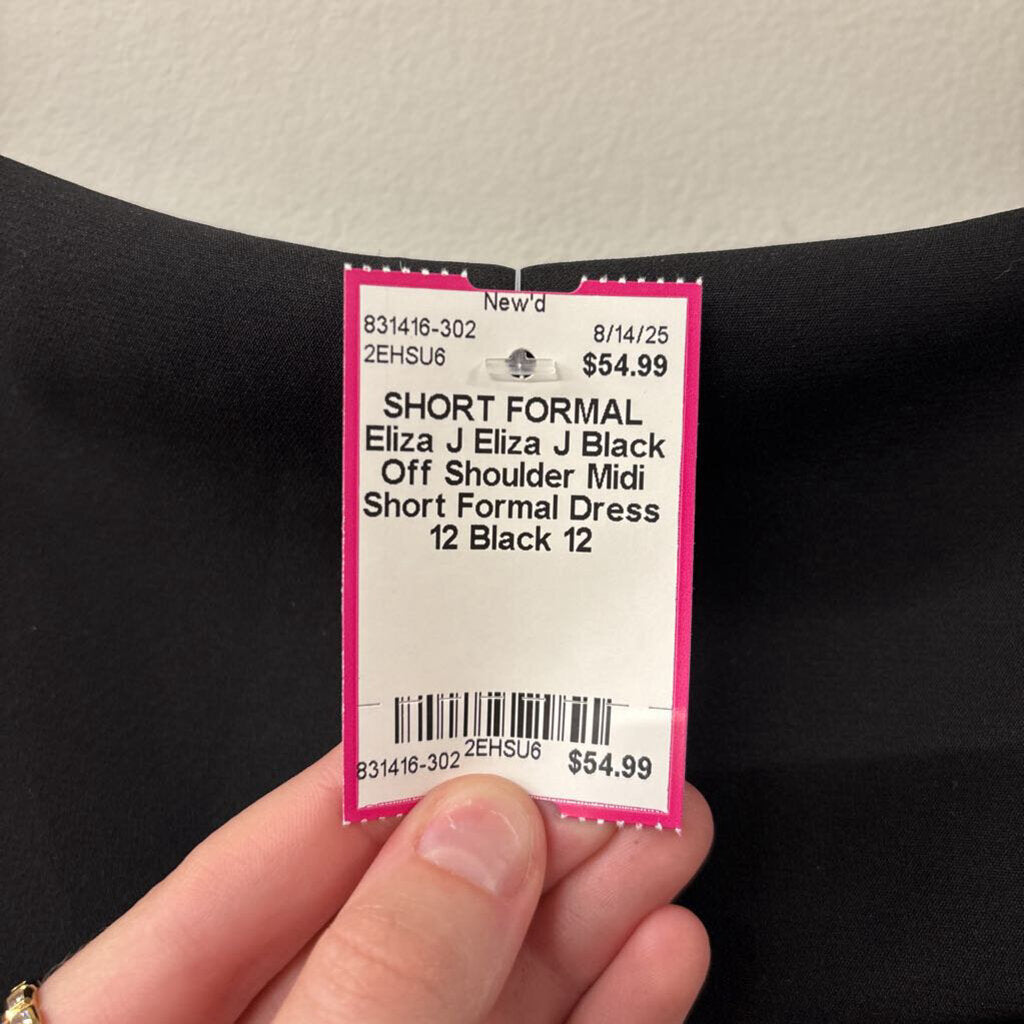 New'd
831416-302
8/14/25
2EHSU6
$54.99
SHORT FORMAL
Eliza J Eliza J Black
Off Shoulder Midi
Short Formal Dress
12 Black 12
831416-302 2EHSU6 $54.99